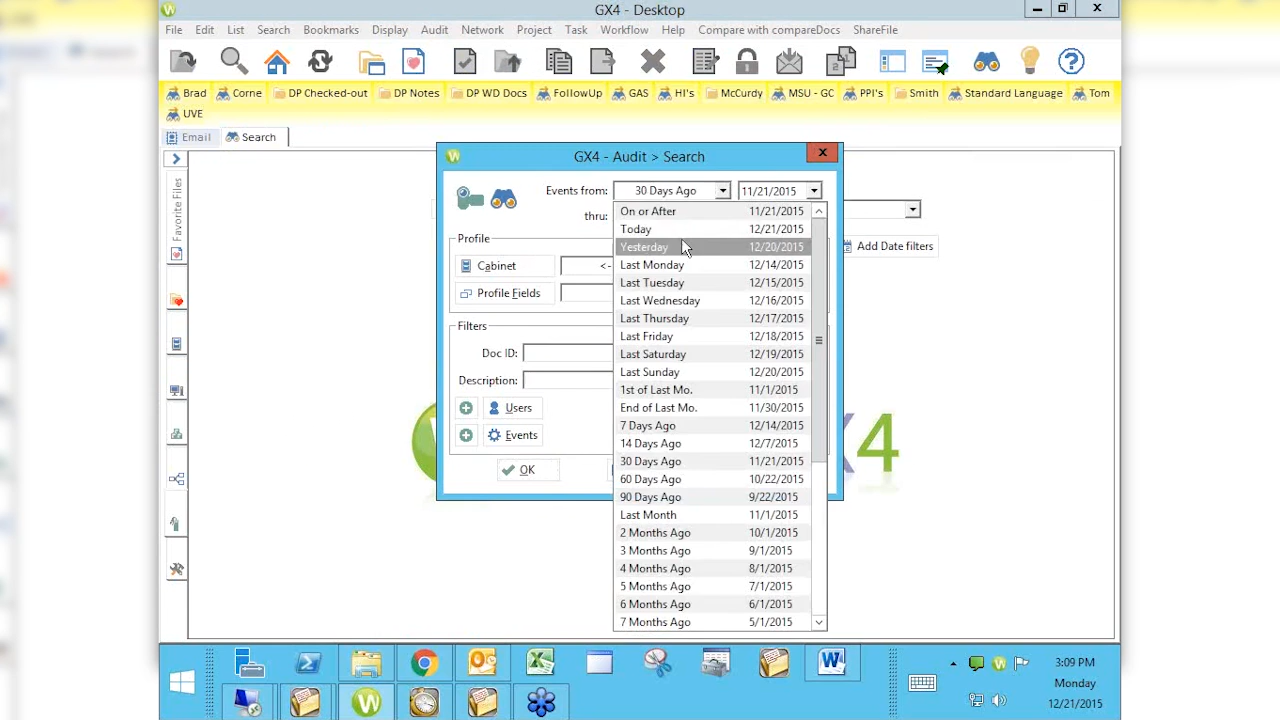 GX4 - Desktop
File Edit List Search Bookmarks Display Audit Network Project Task Workflow Help Compare with compareDocs ShareFile
Brad Corne DP Checked-out DP Notes DP WD Docs FollowUp GAS HI's McCurdy MSU - GC PPI's Smith Standard Language Tom
UVE
Email Search
Favorite Files
GX4 - Audit > Search
Events from: 30 Days Ago 11/21/2015
thru:
Profile
Cabinet <-
Profile Fields
Filters
Doc ID:
Description:
Users
Events
OK
Add Date filters
On or After 11/21/2015
Today 12/21/2015
Yesterday 12/20/2015
Last Monday 12/14/2015
Last Tuesday 12/15/2015
Last Wednesday 12/16/2015
Last Thursday 12/17/2015
Last Friday 12/18/2015
Last Saturday 12/19/2015
Last Sunday 12/20/2015
1st of Last Mo. 11/1/2015
End of Last Mo. 11/30/2015
7 Days Ago 12/14/2015
14 Days Ago 12/7/2015
30 Days Ago 11/21/2015
60 Days Ago 10/22/2015
90 Days Ago 9/22/2015
Last Month 11/1/2015
2 Months Ago 10/1/2015
3 Months Ago 9/1/2015
4 Months Ago 8/1/2015
5 Months Ago 7/1/2015
6 Months Ago 6/1/2015
7 Months Ago 5/1/2015
X4
3:09 PM
Monday
12/21/2015